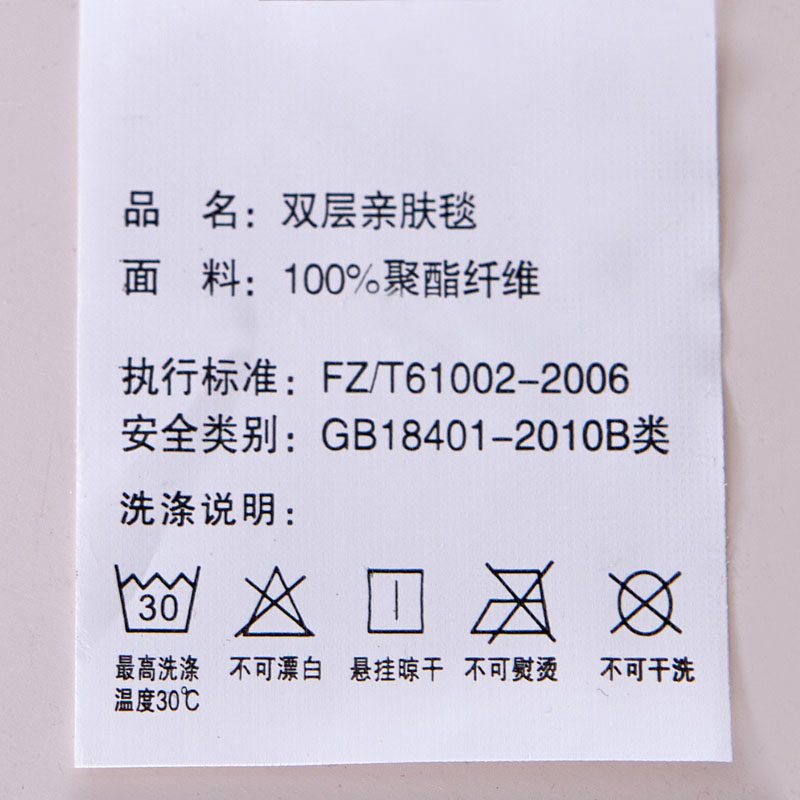 品 名：双层亲肤毯
面 料：100%聚酯纤维
执行标准：FZ/T61002-2006
安全类别：GB18401-2010B类
洗涤说明：
30
最高洗涤 不可漂白 悬挂晾干 不可熨烫 不可干洗
温度30℃